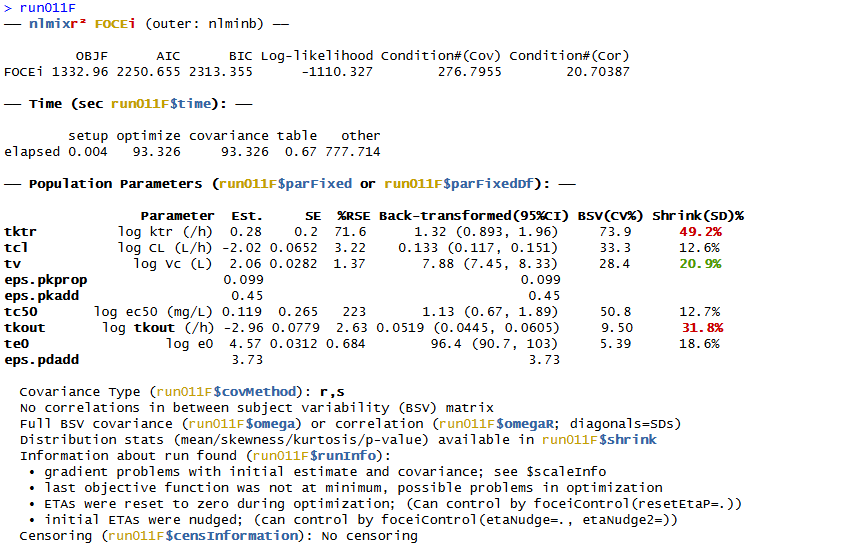 > run011F
── nlmixr² FOCEi (outer: nlminb) ──
OBJF AIC BIC Log-likelihood Condition#(Cov) Condition#(Cor)
FOCEi 1332.96 2250.655 2313.355 -1110.327 276.7955 20.70387
── Time (sec run011F$time): ──
setup optimize covariance table other
elapsed 0.004 93.326 93.326 0.67 777.714
── Population Parameters (run011F$parFixed or run011F$parFixedDf): ──
Parameter Est. SE %RSE Back-transformed(95%CI) BSV(CV%) Shrink(SD)%
tktr log ktr (/h) 0.28 0.2 71.6 1.32 (0.893, 1.96) 73.9 49.2%
tcl log CL (L/h) -2.02 0.0652 3.22 0.133 (0.117, 0.151) 33.3 12.6%
tv log Vc (L) 2.06 0.0282 1.37 7.88 (7.45, 8.33) 28.4 20.9%
eps.pkprop 0.099 0.099
eps.pkadd 0.45 0.45
tc50 log ec50 (mg/L) 0.119 0.265 223 1.13 (0.67, 1.89) 50.8 12.7%
tkout log tkout (/h) -2.96 0.0779 2.63 0.0519 (0.0445, 0.0605) 9.50 31.8%
te0 log e0 4.57 0.0312 0.684 96.4 (90.7, 103) 5.39 18.6%
eps.pdadd 3.73 3.73
Covariance Type (run011F$covMethod): r,s
No correlations in between subject variability (BSV) matrix
Full BSV covariance (run011F$omega) or correlation (run011F$omegaR; diagonals=SDs)
Distribution stats (mean/skewness/kurtosis/p-value) available in run011F$shrink
Information about run found (run011F$runInfo):
• gradient problems with initial estimate and covariance; see $scaleInfo
• last objective function was not at minimum, possible problems in optimization
• ETAs were reset to zero during optimization; (Can control by foceiControl(resetEtaP=.))
• initial ETAs were nudged; (can control by foceiControl(etaNudge=., etaNudge2=))
Censoring (run011F$censInformation): No censoring